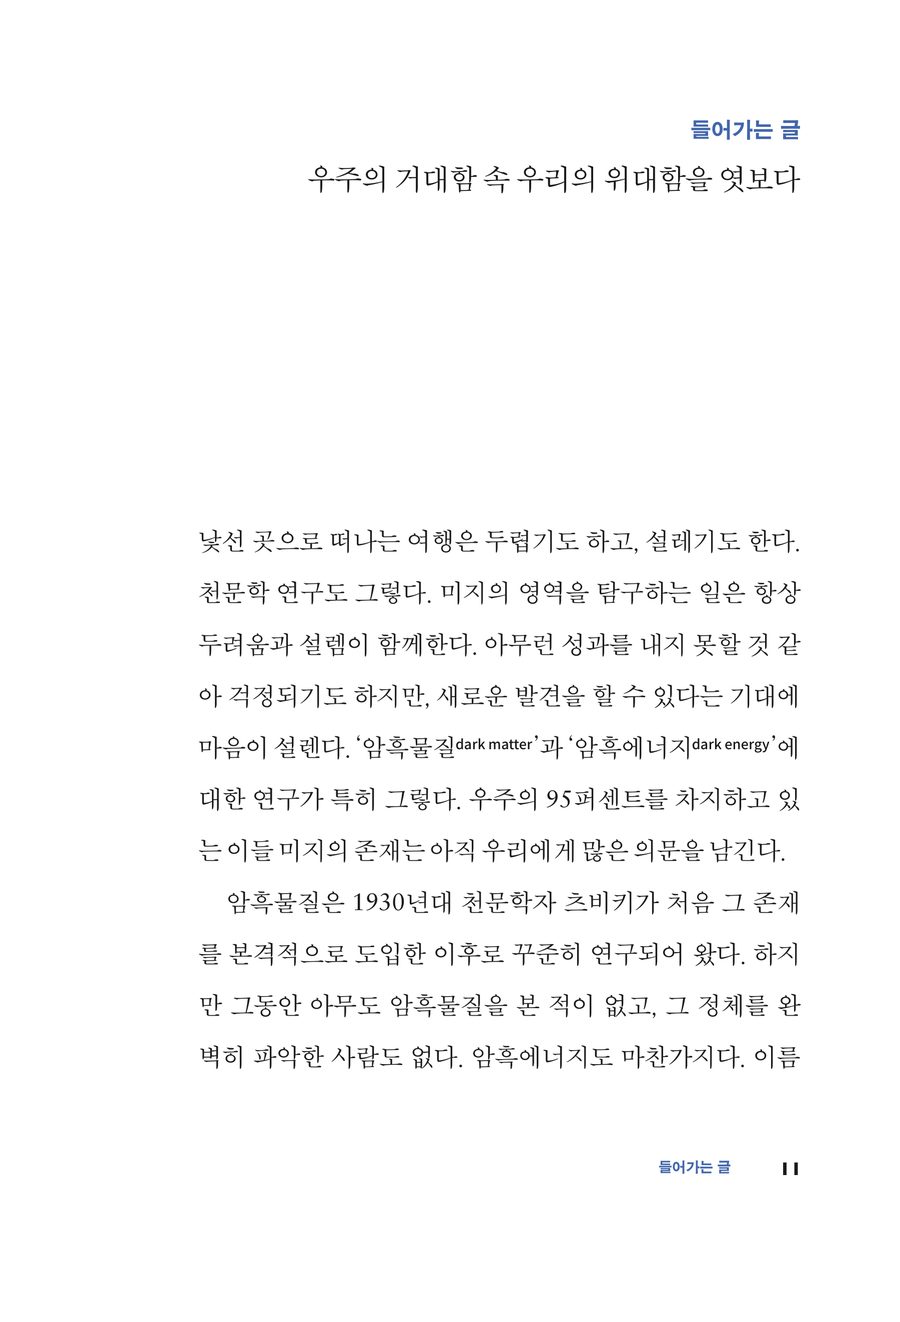 들어가는 글
우주의 거대함 속 우리의 위대함을 엿보다
낯선 곳으로 떠나는 여행은 두렵기도 하고, 설레기도 한다.
천문학 연구도 그렇다. 미지의 영역을 탐구하는 일은 항상
두려움과 설렘이 함께한다. 아무런 성과를 내지 못할 것 같
아 걱정되기도 하지만, 새로운 발견을 할 수 있다는 기대에
마음이 설렌다. ‘암흑물질dark matter’과 ‘암흑에너지dark energy’에
대한 연구가 특히 그렇다. 우주의 95퍼센트를 차지하고 있
는 이들 미지의 존재는 아직 우리에게 많은 의문을 남긴다.
암흑물질은 1930년대 천문학자 츠비키가 처음 그 존재
를 본격적으로 도입한 이후로 꾸준히 연구되어 왔다. 하지
만 그동안 아무도 암흑물질을 본 적이 없고, 그 정체를 완
벽히 파악한 사람도 없다. 암흑에너지도 마찬가지다. 이름
들어가는 글 11